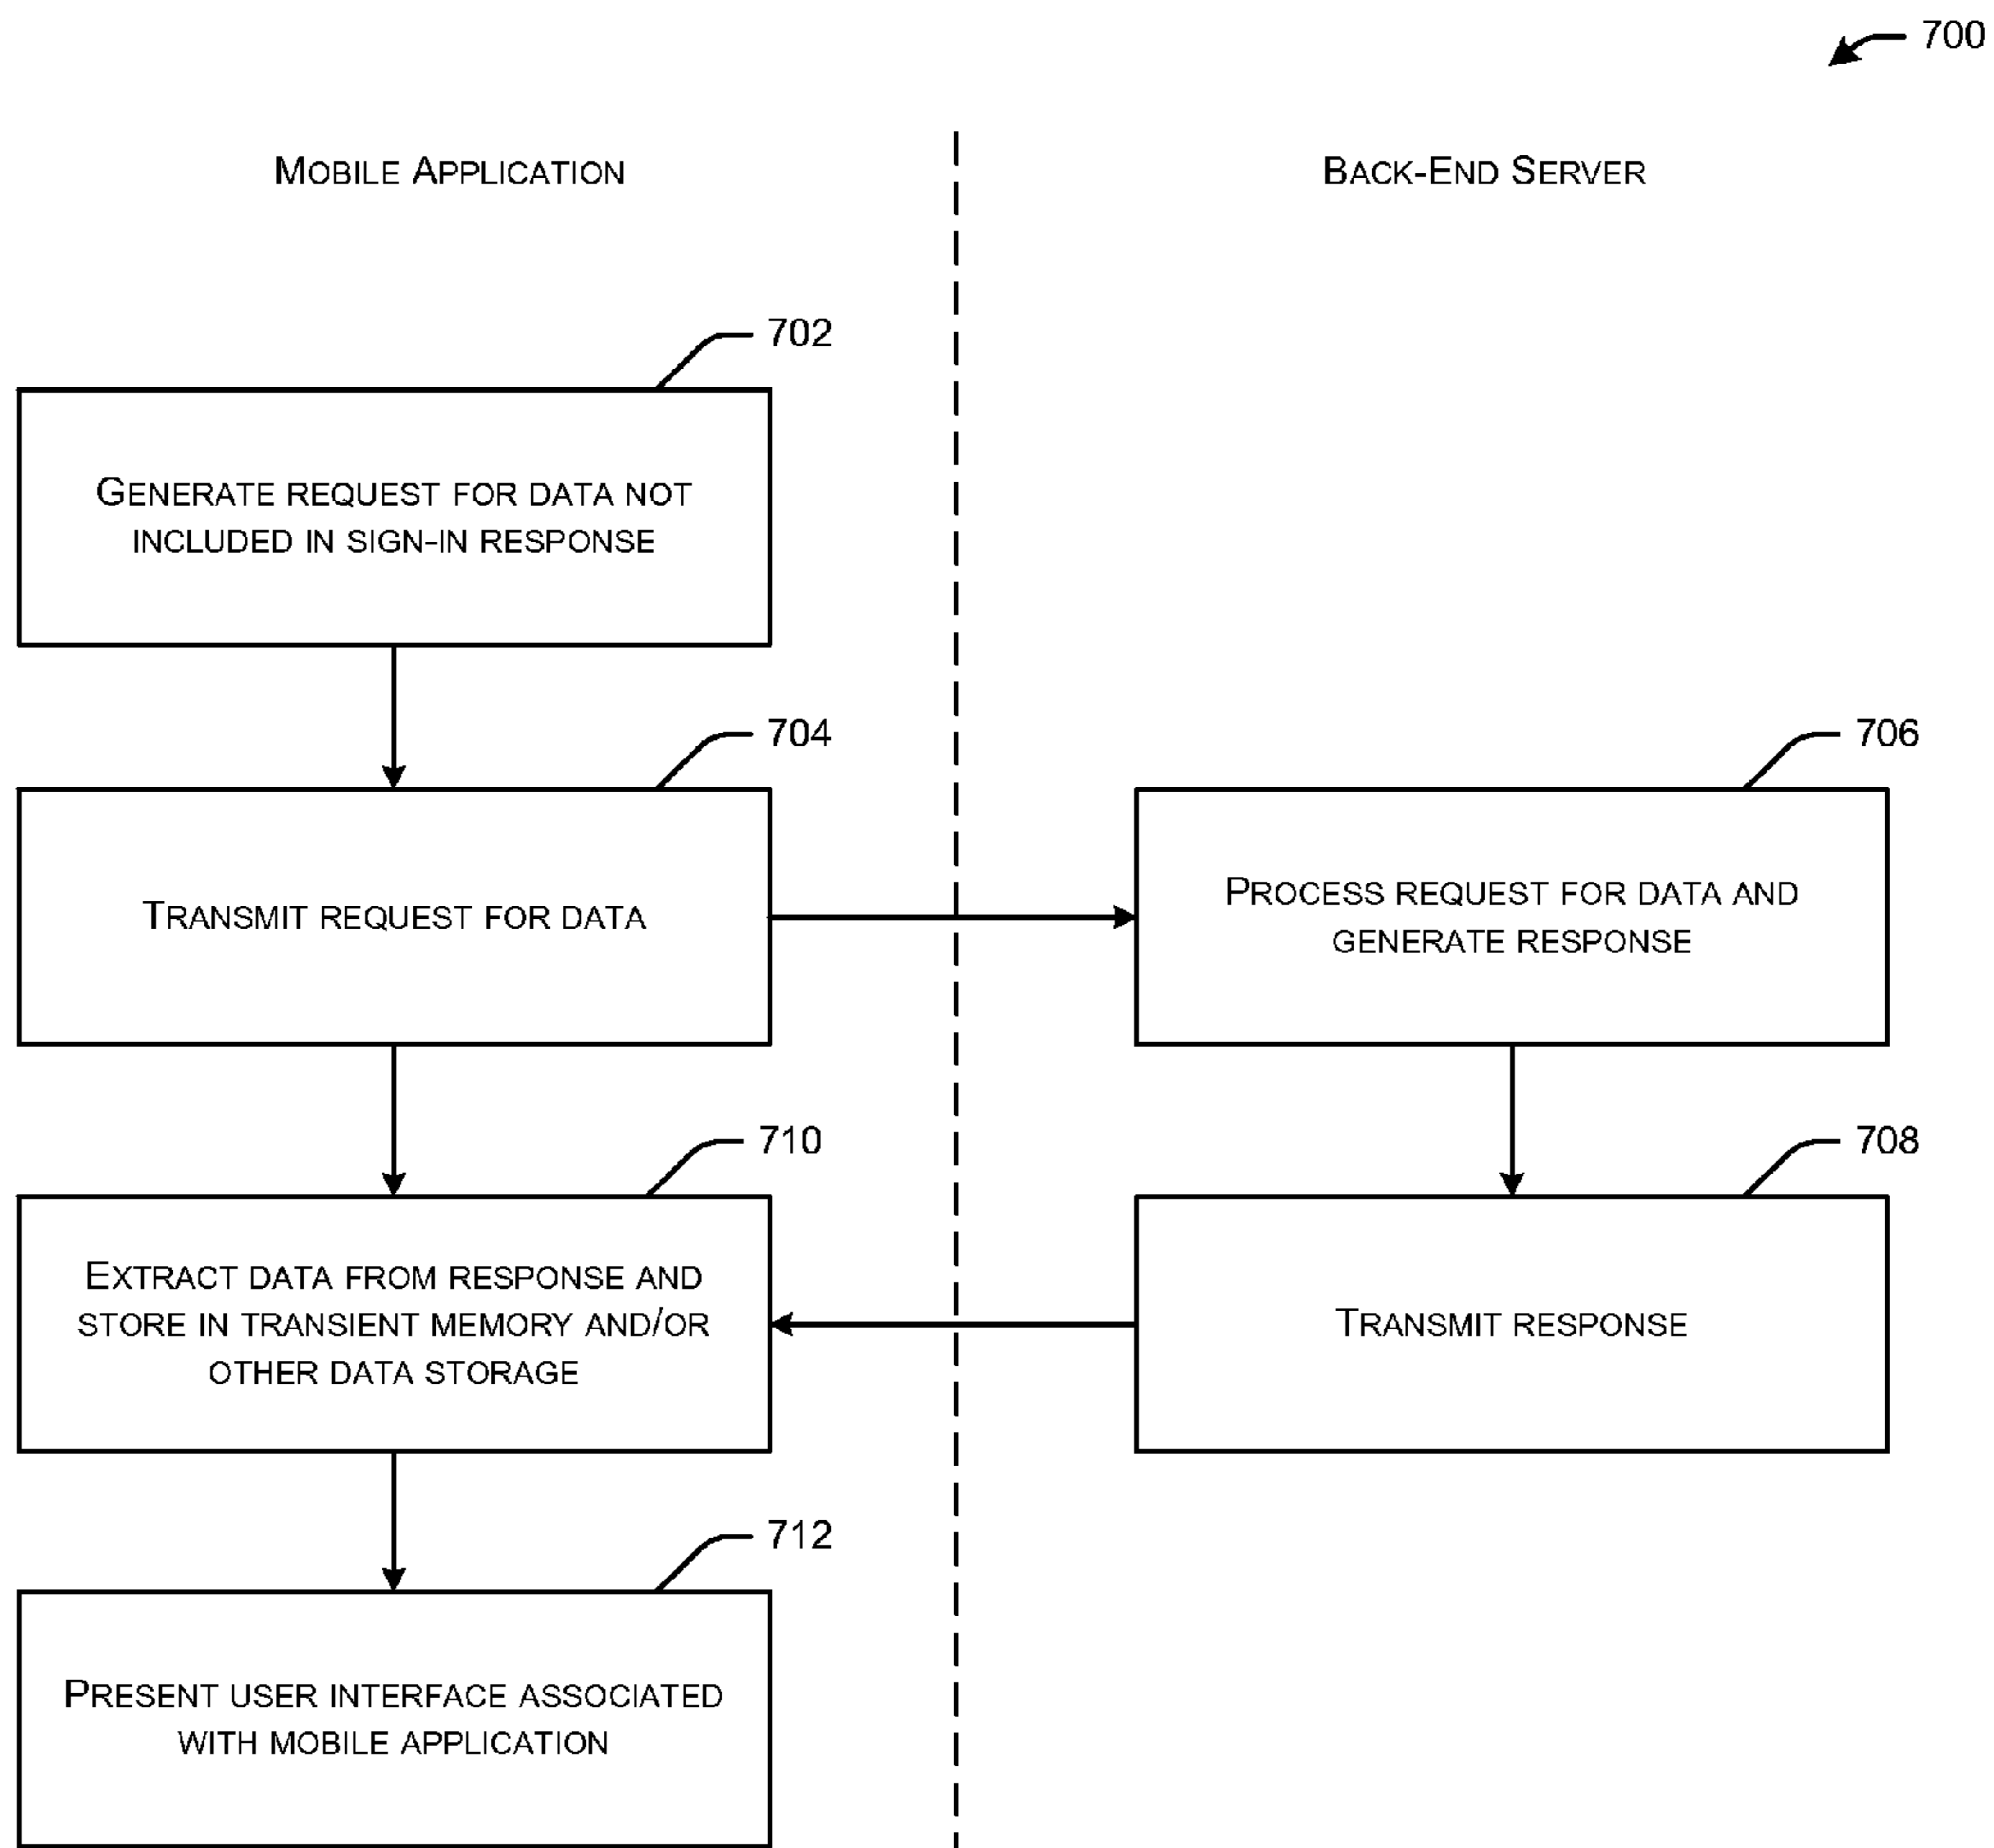 700
MOBILE APPLICATION
BACK-END SERVER
702
GENERATE REQUEST FOR DATA NOT
INCLUDED IN SIGN-IN RESPONSE
704
TRANSMIT REQUEST FOR DATA
706
PROCESS REQUEST FOR DATA AND
GENERATE RESPONSE
710
EXTRACT DATA FROM RESPONSE AND
STORE IN TRANSIENT MEMORY AND/OR
OTHER DATA STORAGE
708
TRANSMIT RESPONSE
712
PRESENT USER INTERFACE ASSOCIATED
WITH MOBILE APPLICATION